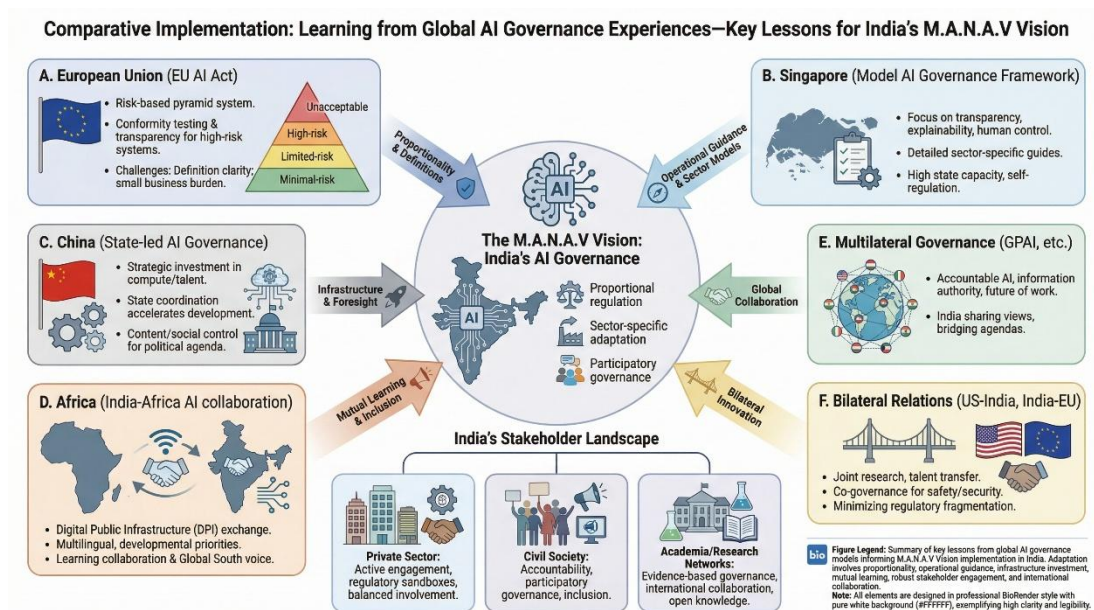 Comparative Implementation: Learning from Global AI Governance Experiences—Key Lessons for India's M.A.N.A.V Vision
A. European Union (EU AI Act)
• Risk-based pyramid system.
• Conformity testing &
transparency for high-risk
systems.
• Challenges: Definition clarity;
small business burden.
Unacceptable
High-risk
Limited-risk
Minimal-risk
Proportionality
& Definitions
B. Singapore (Model AI Governance Framework)
• Focus on transparency,
explainability, human control.
• Detailed sector-specific guides.
• High state capacity, self-
regulation.
Operational Guidance
& Sector Models
C. China (State-led AI Governance)
• Strategic investment in
compute/talent.
• State coordination
accelerates development.
• Content/social control
for political agenda.
Infrastructure
& Foresight
AI
The M.A.N.A.V Vision:
India's AI Governance
AI
Proportional
regulation
Sector-specific
adaptation
Participatory
governance
E. Multilateral Governance (GPAI, etc.)
• Accountable AI, information
authority, future of work.
• India sharing views,
bridging agendas.
Global
Collaboration
D. Africa (India-Africa AI collaboration)
• Digital Public Infrastructure (DPI) exchange.
• Multilingual, developmental priorities.
• Learning collaboration & Global South voice.
Mutual Learning
& Inclusion
F. Bilateral Relations (US-India, India-EU)
• Joint research, talent transfer.
• Co-governance for safety/security.
• Minimizing regulatory fragmentation.
Bilateral
Innovation
India's Stakeholder Landscape
Private Sector:
Active engagement,
regulatory sandboxes,
balanced involvement.
Civil Society:
Accountability,
participatory
governance, inclusion.
Academia/Research
Networks:
Evidence-based governance,
international collaboration,
open knowledge.
bio
Figure Legend: Summary of key lessons from global AI governance
models informing M.A.N.A.V Vision implementation in India. Adaptation
involves proportionality, operational guidance, infrastructure investment,
mutual learning, robust stakeholder engagement, and international
collaboration.
Note: All elements are designed in professional BioRender style with
pure white background (#FFFFFF), exemplifying high clarity and legibility.